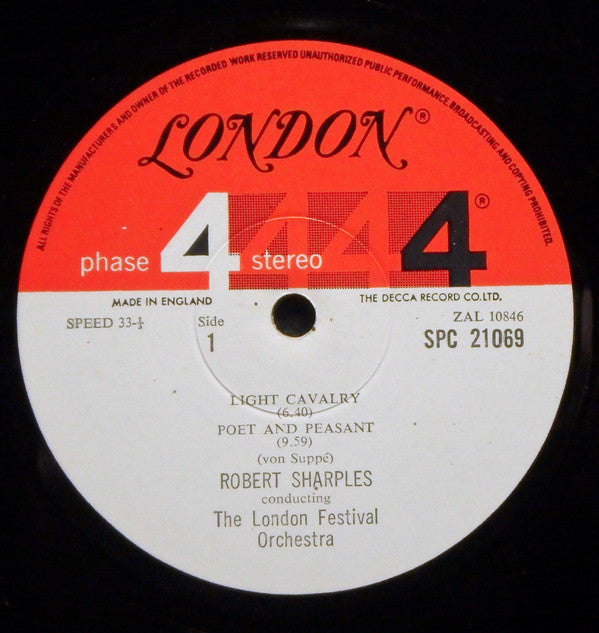 ALL RIGHTS OF THE MANUFACTURERS AND OWNER OF THE RECORDED WORK RESERVED UNAUTHORIZED PUBLIC PERFORMANCE, BROADCASTING AND COPYING PROHIBITED.
LONDON®
phase 4 stereo 4 4 4®
MADE IN ENGLAND THE DECCA RECORD CO. LTD.
SPEED 33-⅓ Side ZAL 10846
1 SPC 21069
LIGHT CAVALRY
(6.40)
POET AND PEASANT
(9.59)
(von Suppé)
ROBERT SHARPLES
conducting
The London Festival
Orchestra